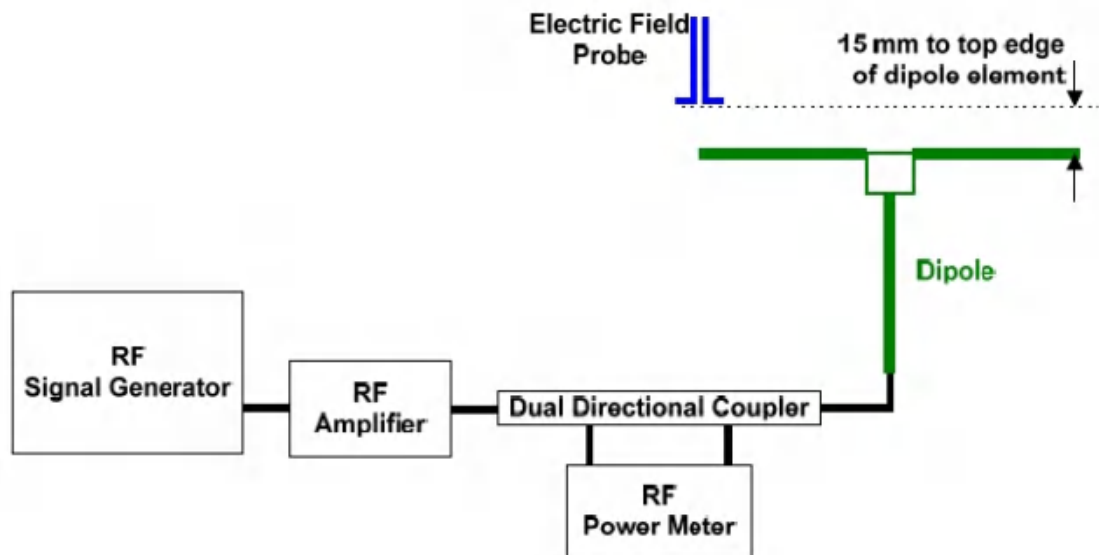 Electric Field
Probe
15 mm to top edge
of dipole element
Dipole
RF
Signal Generator
RF
Amplifier
Dual Directional Coupler
RF
Power Meter